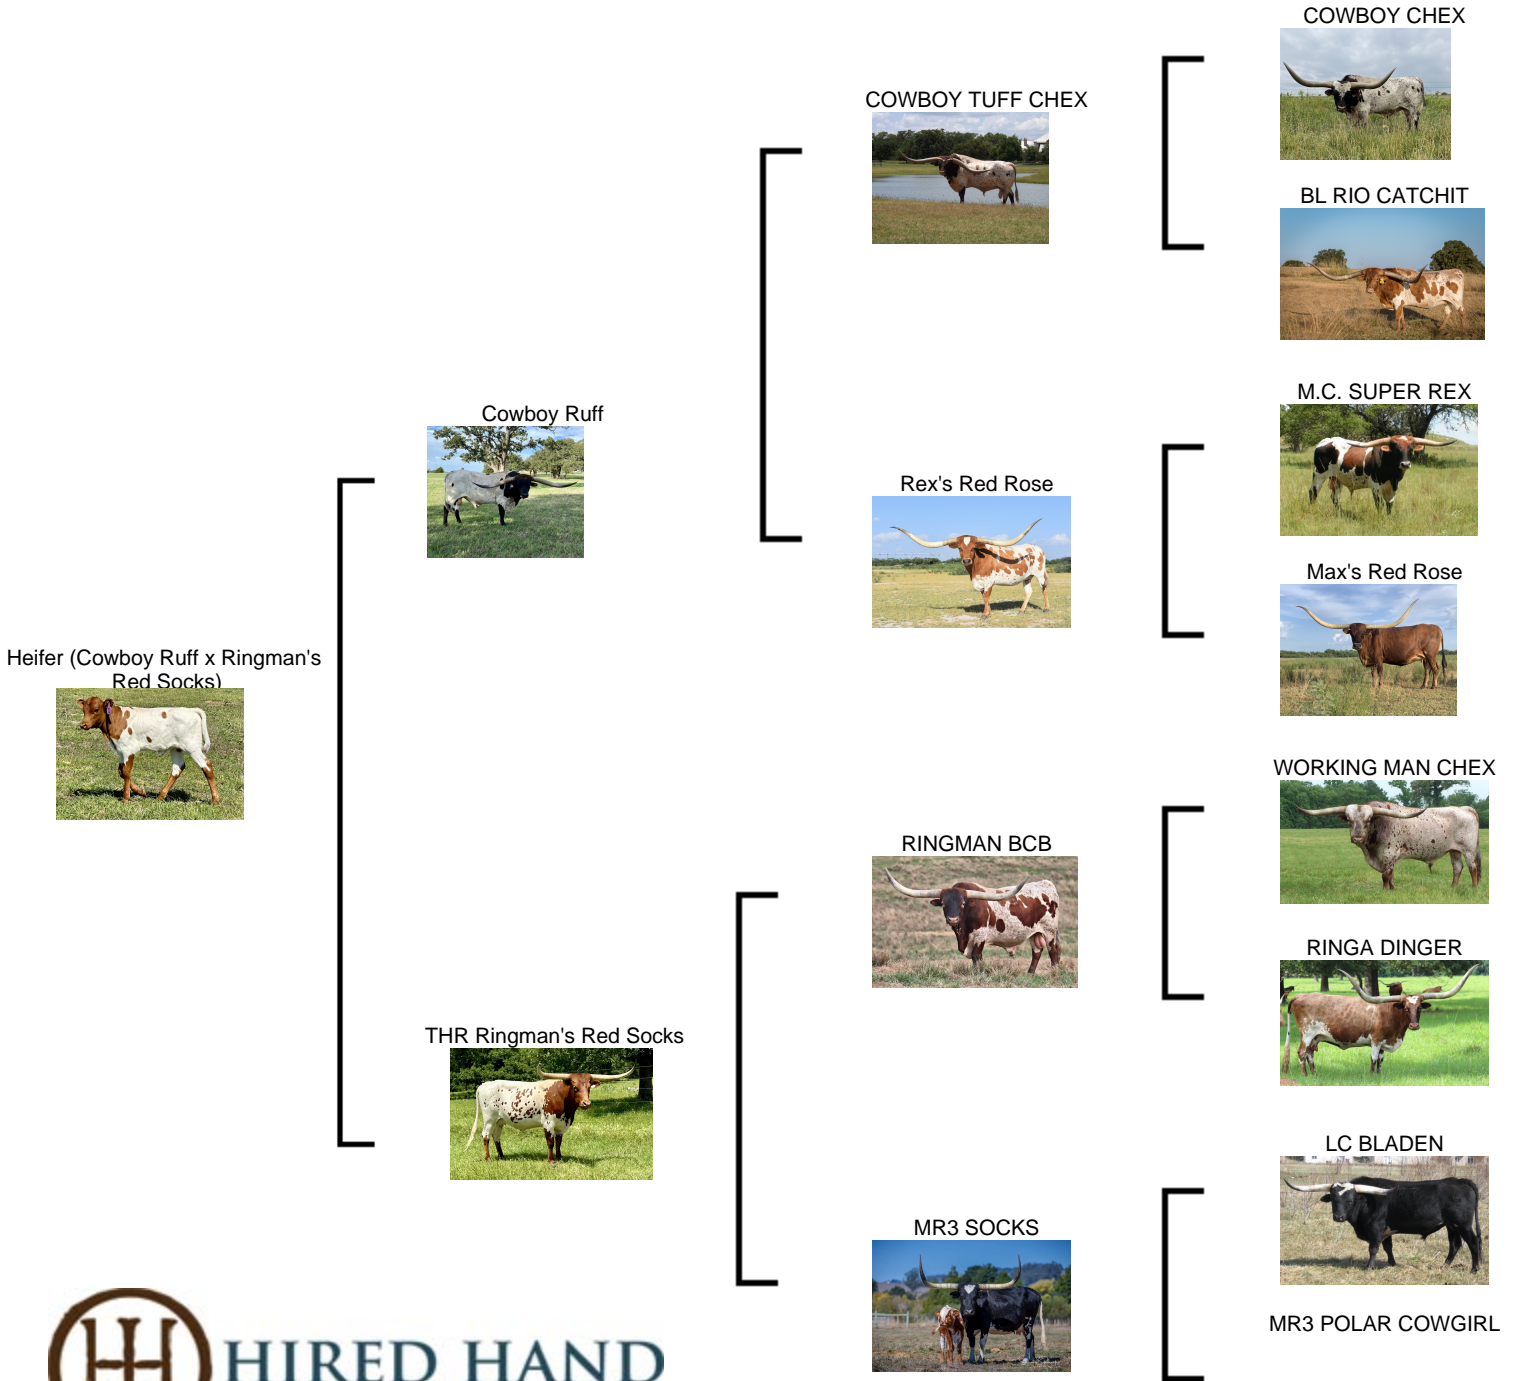 COWBOY CHEX
COWBOY TUFF CHEX
BL RIO CATCHIT
M.C. SUPER REX
Cowboy Ruff
Rex's Red Rose
Max's Red Rose
Heifer (Cowboy Ruff x Ringman's
Red Socks)
WORKING MAN CHEX
RINGMAN BCB
RINGA DINGER
THR Ringman's Red Socks
LC BLADEN
MR3 SOCKS
MR3 POLAR COWGIRL
HIRED HAND